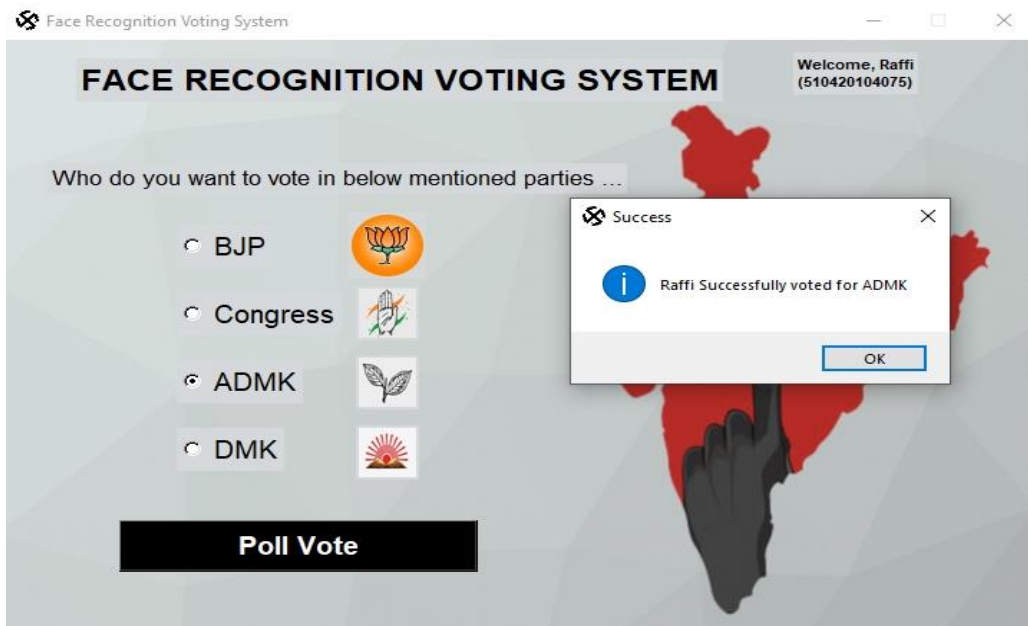 Face Recognition Voting System
FACE RECOGNITION VOTING SYSTEM
Welcome, Raffi
(510420104075)
Who do you want to vote in below mentioned parties ...
BJP
Congress
ADMK
DMK
Poll Vote
Success
Raffi Successfully voted for ADMK
OK